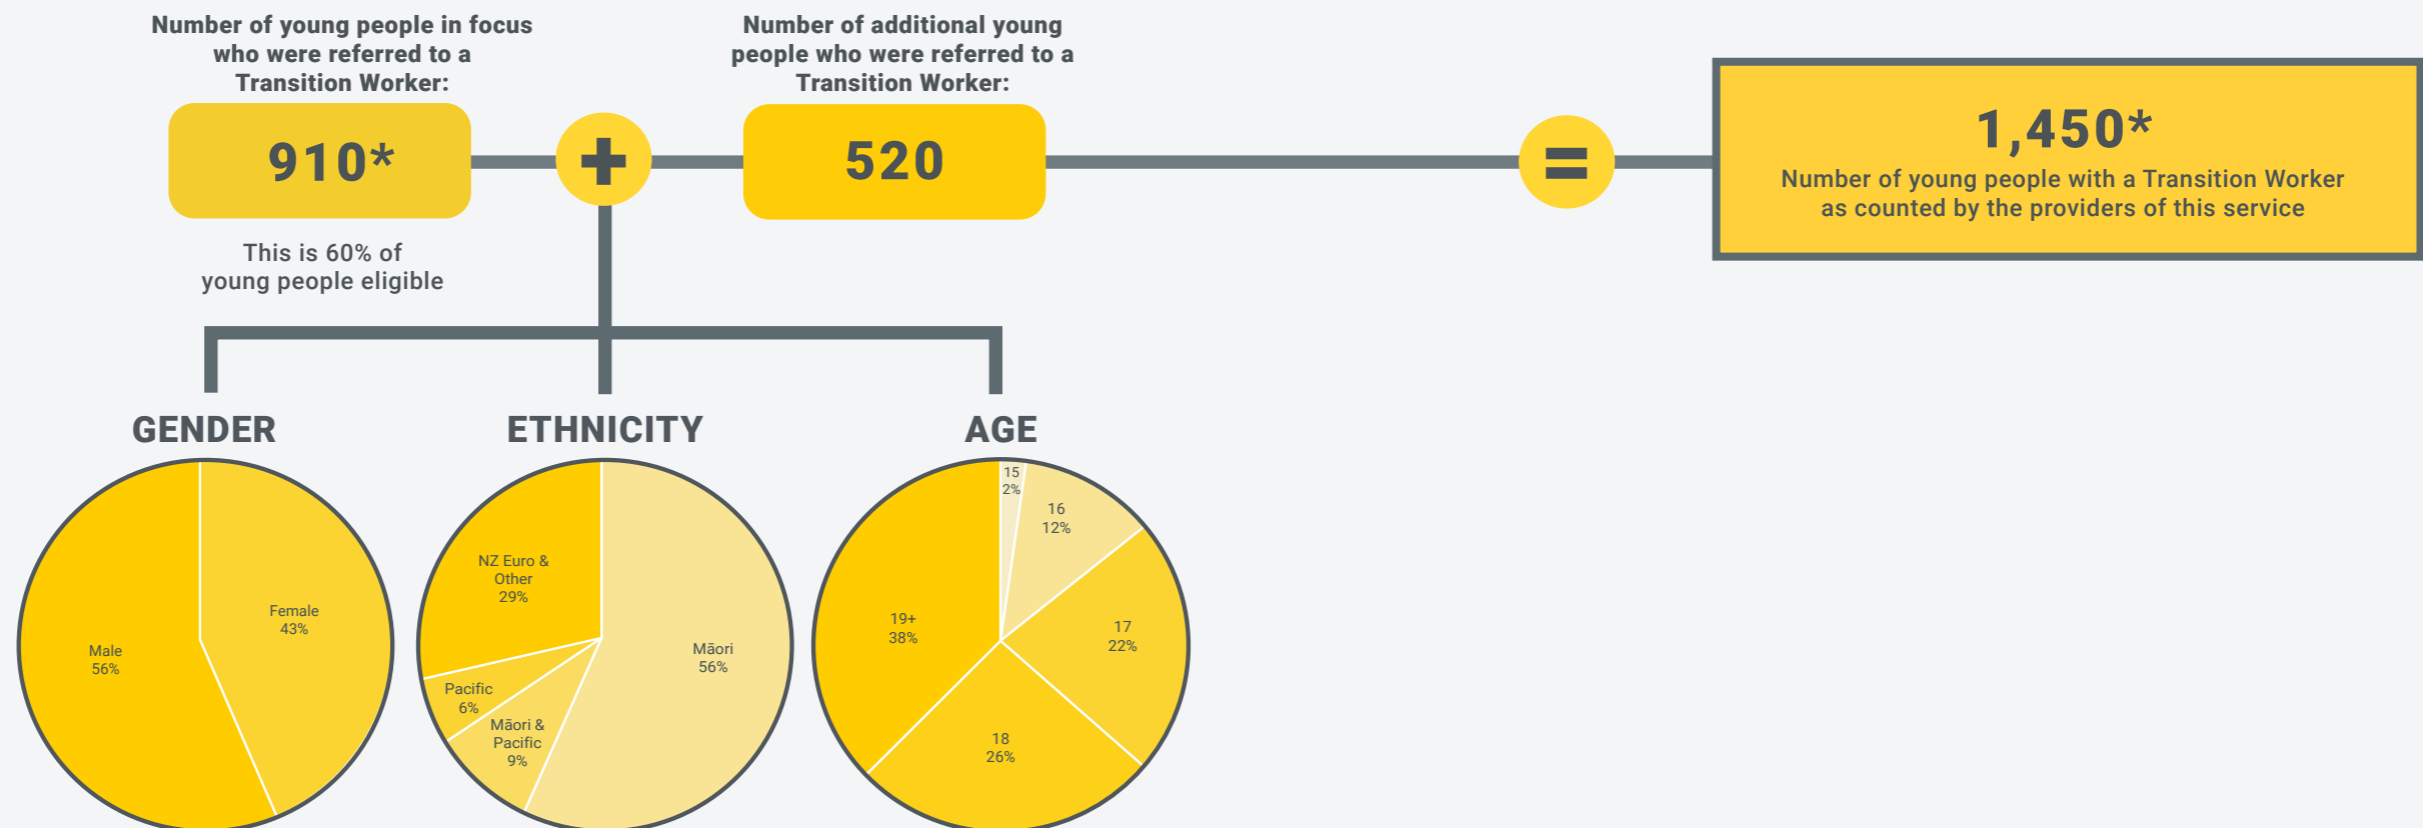 Number of young people in focus
who were referred to a
Transition Worker:
910*
This is 60% of
young people eligible
+
Number of additional young
people who were referred to a
Transition Worker:
520
=
1,450*
Number of young people with a Transition Worker
as counted by the providers of this service
GENDER
Female
43%
Male
56%
ETHNICITY
NZ Euro &
Other
29%
Māori
56%
Pacific
6%
Māori &
Pacific
9%
AGE
15
2%
16
12%
17
22%
18
26%
19+
38%